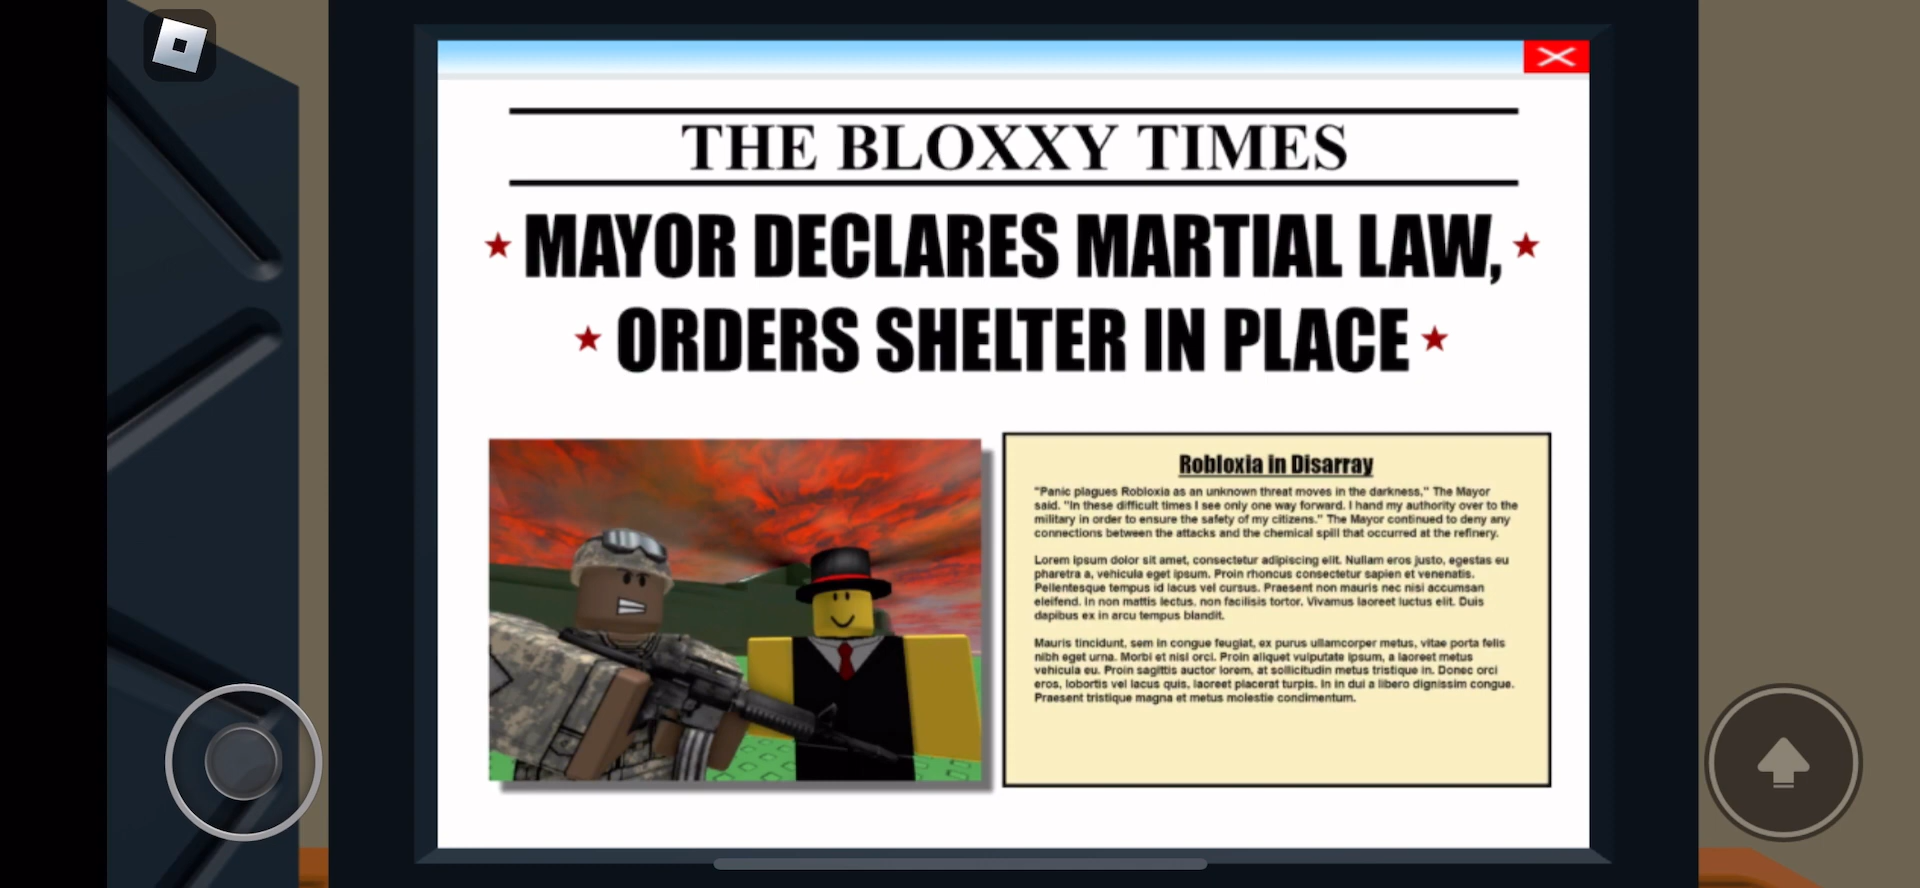 THE BLOXXY TIMES
MAYOR DECLARES MARTIAL LAW,
ORDERS SHELTER IN PLACE
Robloxia in Disarray
"Panic plagues Robloxia as an unknown threat moves in the darkness," The Mayor
said. "In these difficult times I see only one way forward. I hand my authority over to the
military in order to ensure the safety of my citizens." The Mayor continued to deny any
connections between the attacks and the chemical spill that occurred at the refinery.
Lorem ipsum dolor sit amet, consectetur adipiscing elit. Nullam eros justo, egestas eu
pharetra a, vehicula eget ipsum. Proin rhoncus consectetur sapien et venenatis.
Pellentesque tempus id lacus vel cursus. Praesent non mauris nec nisi accumsan
eleifend. In non mattis lectus, non facilisis tortor. Vivamus laoreet luctus elit. Duis
dapibus ex in arcu tempus blandit.
Mauris tincidunt, sem in congue feugiat, ex purus ullamcorper metus, vitae porta felis
nibh eget urna. Morbi et nisl orci. Proin aliquet vulputate ipsum, a laoreet metus
vehicula eu. Proin sagittis auctor lorem, at sollicitudin metus tristique in. Donec orci
eros, lobortis vel lacus quis, laoreet placerat turpis. In in dui a libero dignissim congue.
Praesent tristique magna et metus molestie condimentum.